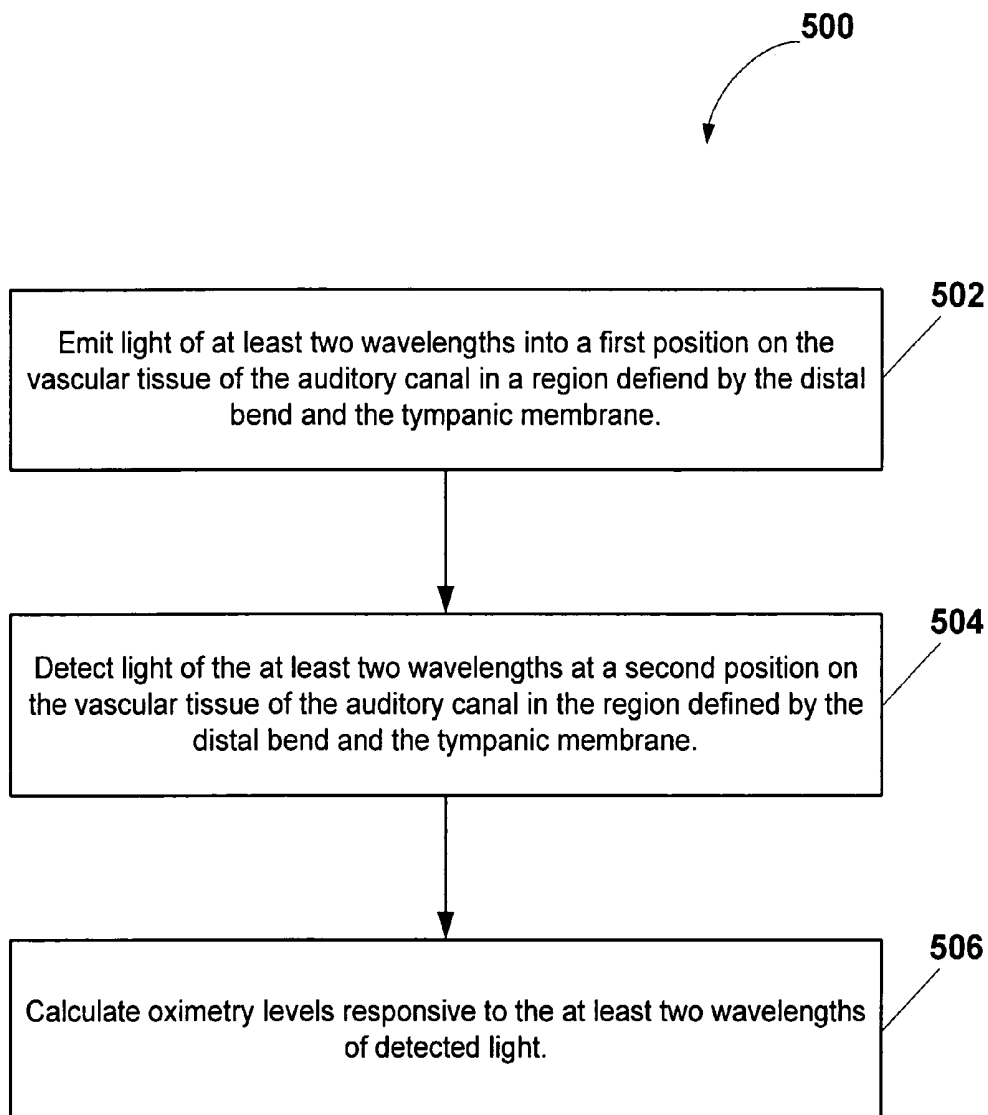 500
502
Emit light of at least two wavelengths into a first position on the
vascular tissue of the auditory canal in a region defiend by the distal
bend and the tympanic membrane.
504
Detect light of the at least two wavelengths at a second position on
the vascular tissue of the auditory canal in the region defined by the
distal bend and the tympanic membrane.
506
Calculate oximetry levels responsive to the at least two wavelengths
of detected light.